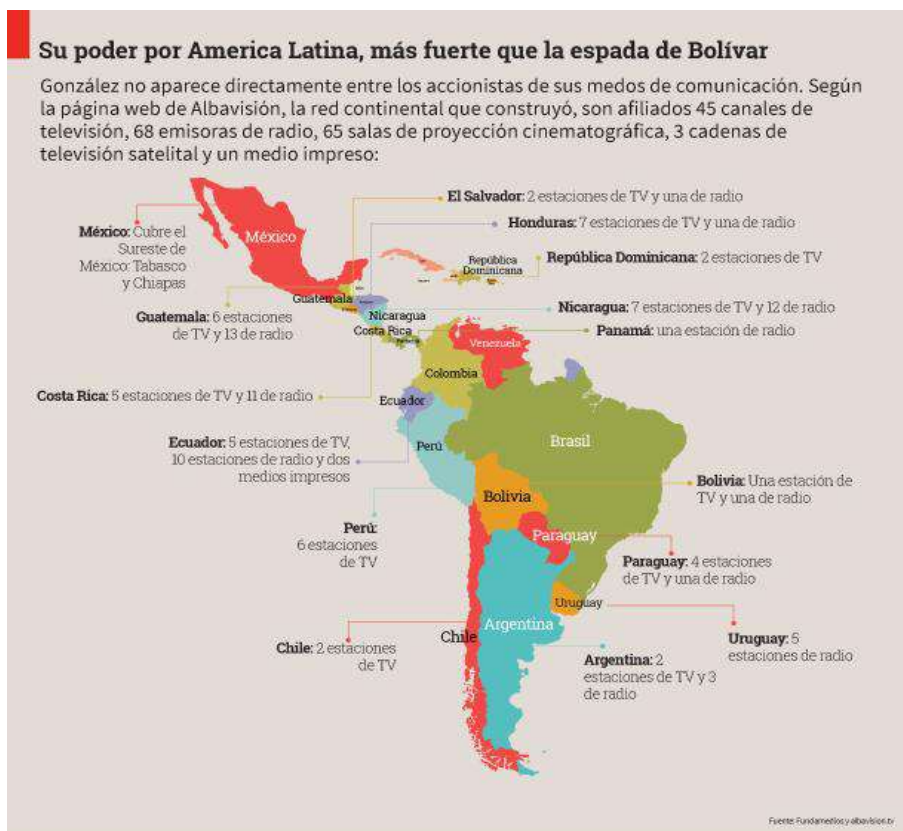 Su poder por America Latina, más fuerte que la espada de Bolívar
González no aparece directamente entre los accionistas de sus medos de comunicación. Según
la página web de Albavisión, la red continental que construyó, son afiliados 45 canales de
televisión, 68 emisoras de radio, 65 salas de proyección cinematográfica, 3 cadenas de
televisión satelital y un medio impreso:
El Salvador: 2 estaciones de TV y una de radio
Honduras: 7 estaciones de TV y una de radio
México: Cubre el
Sureste de
México: Tabasco
y Chiapas
México
República
Dominicana
República Dominicana: 2 estaciones de TV
Guatemala
Guatemala: 6 estaciones
de TV y 13 de radio
Nicaragua
Nicaragua: 7 estaciones de TV y 12 de radio
Costa Rica
Panamá: una estación de radio
Venezuela
Colombia
Costa Rica: 5 estaciones de TV y 11 de radio
Ecuador
Ecuador: 5 estaciones de TV,
10 estaciones de radio y dos
medios impresos
Perú
Brasil
Bolivia
Bolivia: Una estación de
TV y una de radio
Perú:
6 estaciones
de TV
Paraguay
Paraguay: 4 estaciones
de TV y una de radio
Uruguay
Argentina
Chile
Chile: 2 estaciones
de TV
Uruguay: 5
estaciones de radio
Argentina: 2
estaciones de TV y 3
de radio
Fuente: Fundamedios y albavision.tv